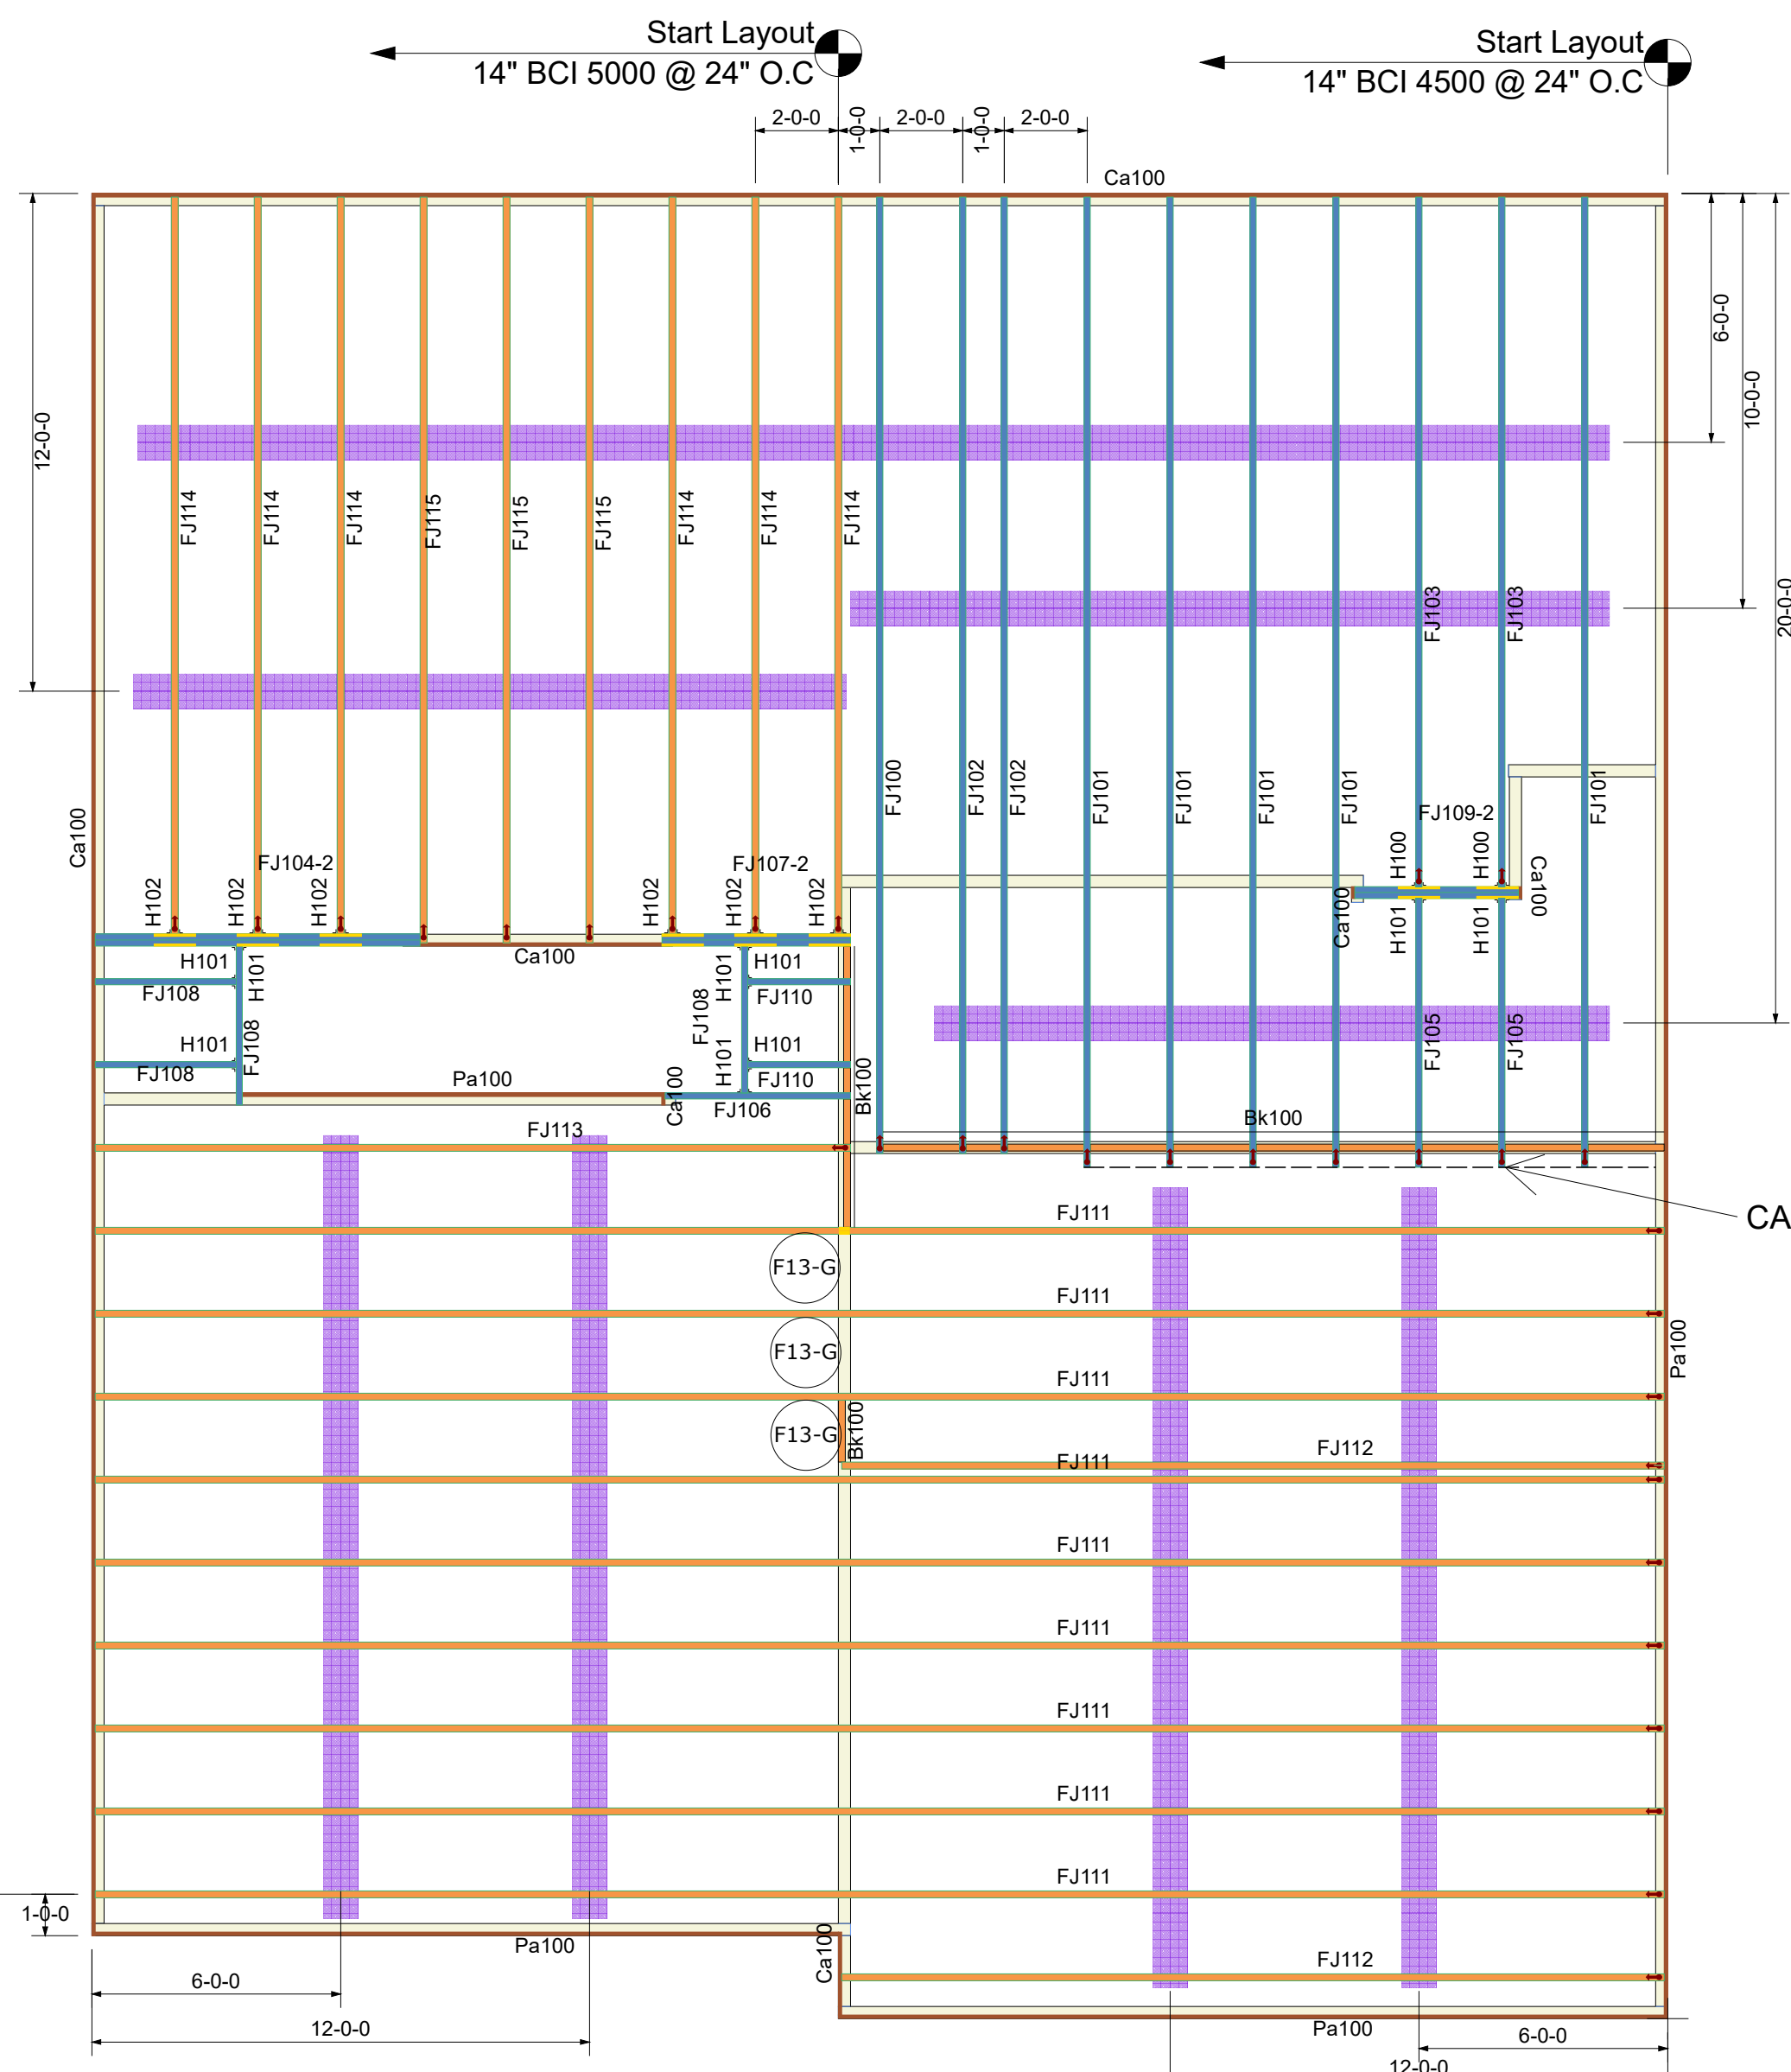 Start Layout
14" BCI 5000 @ 24" O.C
Start Layout
14" BCI 4500 @ 24" O.C
2-0-0
1-0-0
2-0-0
1-0-0
2-0-0
Ca100
12-0-0
6-0-0
10-0-0
20-0-0
FJ114
FJ114
FJ114
FJ115
FJ115
FJ115
FJ114
FJ114
FJ114
FJ103
FJ103
FJ100
FJ102
FJ102
FJ101
FJ101
FJ101
FJ101
FJ109-2
FJ101
Ca100
FJ104-2
FJ107-2
H102
H102
H102
H102
H102
H102
H100
H100
Ca100
Ca100
H101
H101
Ca100
H101
H101
FJ108
FJ108
H101
H101
FJ110
H101
FJ108
FJ108
H101
H101
FJ110
FJ105
FJ105
Pa100
Ca100
FJ106
Bk100
Bk100
FJ113
CA
FJ111
F13-G
FJ111
F13-G
Pa100
FJ111
F13-G
Bk100
FJ112
FJ111
FJ111
FJ111
FJ111
FJ111
FJ111
1-0-0
Pa100
Ca100
FJ112
6-0-0
12-0-0
Pa100
6-0-0
12-0-0